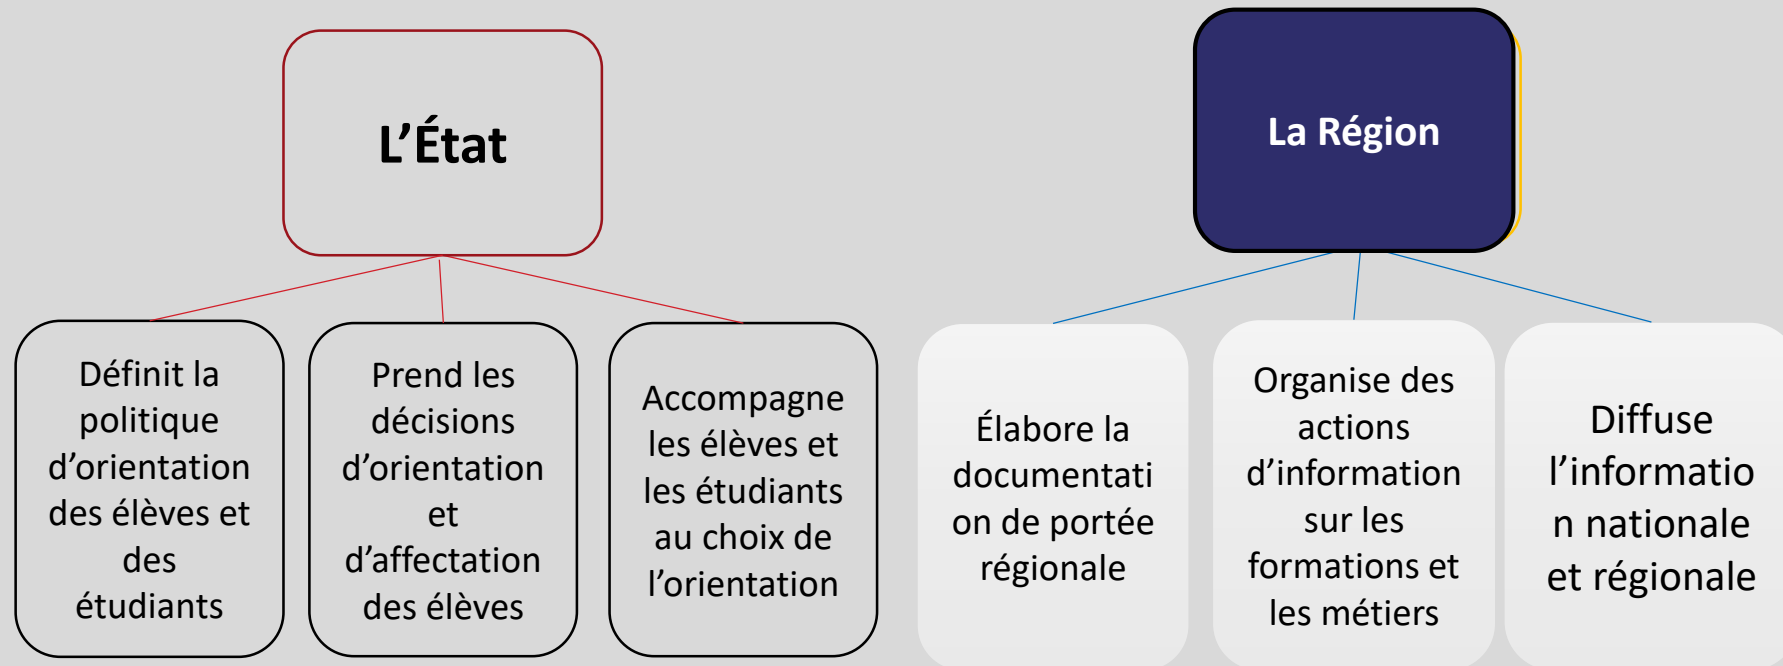 L’État
La Région
Définit la
politique
d’orientation
des élèves et
des
étudiants
Prend les
décisions
d’orientation
et
d’affectation
des élèves
Accompagne
les élèves et
les étudiants
au choix de
l’orientation
Élabore la
documentati
on de portée
régionale
Organise des
actions
d’information
sur les
formations et
les métiers
Diffuse
l’informatio
n nationale
et régionale